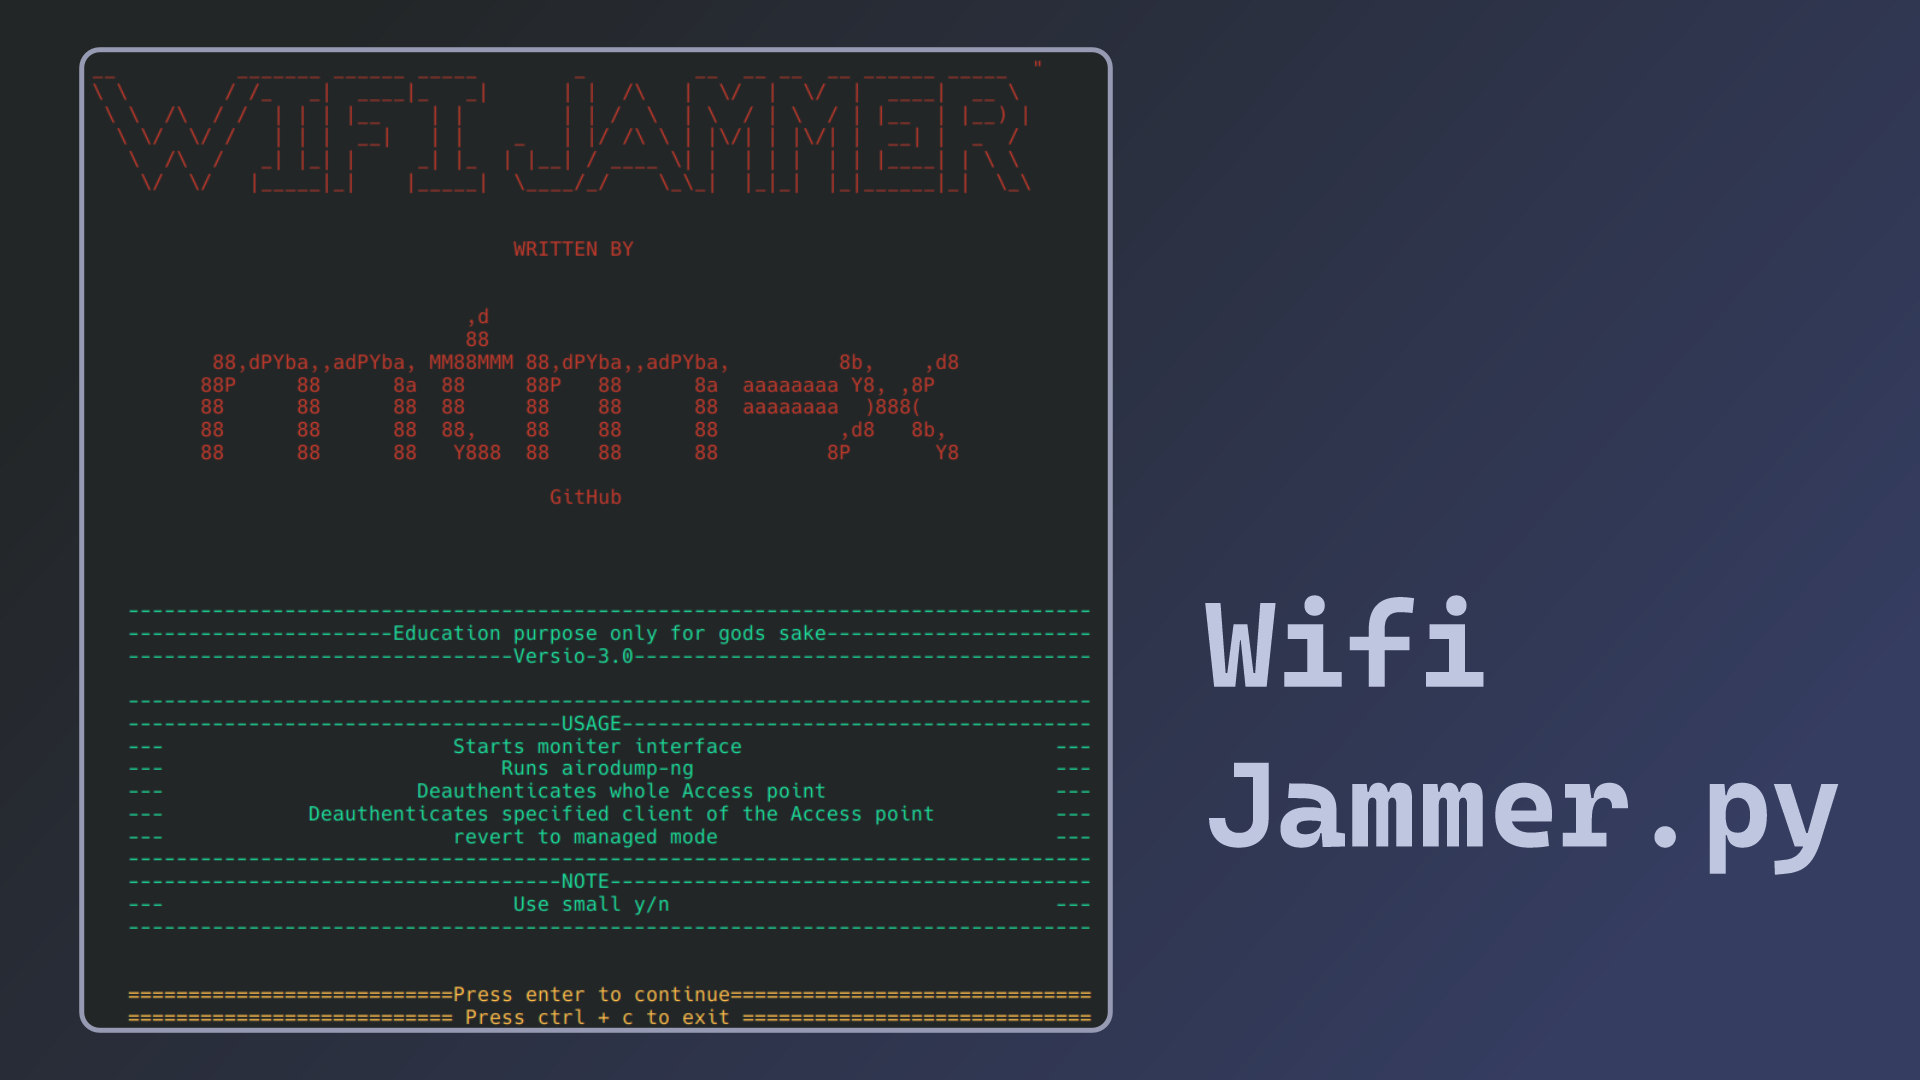 WIFI JAMMER
"
WRITTEN BY
mtm-x
GitHub
--------------------------------------------------------------------------------
----------------------Education purpose only for gods sake----------------------
--------------------------------Versio-3.0--------------------------------------
--------------------------------------------------------------------------------
------------------------------------USAGE---------------------------------------
--- Starts moniter interface ---
--- Runs airodump-ng ---
--- Deauthenticates whole Access point ---
--- Deauthenticates specified client of the Access point ---
--- revert to managed mode ---
--------------------------------------------------------------------------------
------------------------------------NOTE----------------------------------------
--- Use small y/n ---
--------------------------------------------------------------------------------
===========================Press enter to continue==============================
=========================== Press ctrl + c to exit =============================
Wifi
Jammer.py